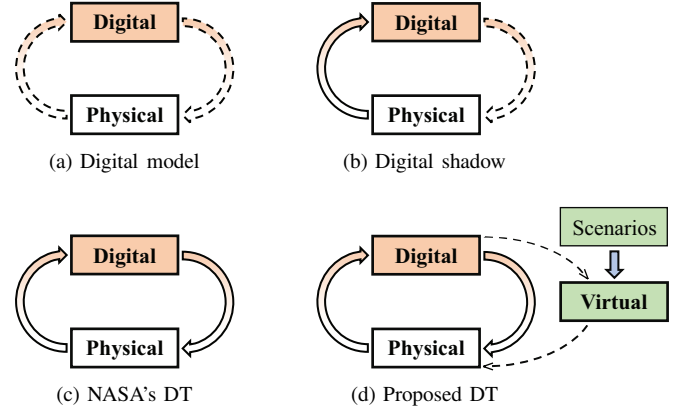 Digital
Physical
(a) Digital model
Digital
Physical
(b) Digital shadow
Digital
Physical
(c) NASA's DT
Digital
Physical
Scenarios
Virtual
(d) Proposed DT